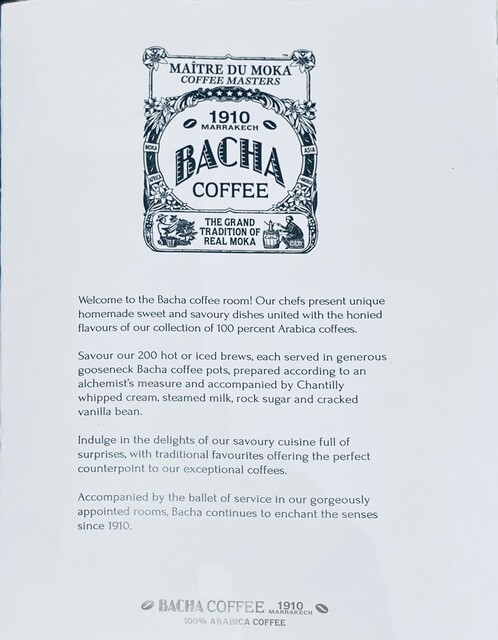 MAÎTRE DU MOKA™
COFFEE MASTERS
1910
MARRAKECH
MOKA
ASIA
BACHA
COFFEE
AFRICA
THE GRAND
TRADITION OF
REAL MOKA
Welcome to the Bacha coffee room! Our chefs present unique
homemade sweet and savoury dishes united with the honied
flavours of our collection of 100 percent Arabica coffees.
Savour our 200 hot or iced brews, each served in generous
gooseneck Bacha coffee pots, prepared according to an
alchemist's measure and accompanied by Chantilly
whipped cream, steamed milk, rock sugar and cracked
vanilla bean.
Indulge in the delights of our savoury cuisine full of
surprises, with traditional favourites offering the perfect
counterpoint to our exceptional coffees.
Accompanied by the ballet of service in our gorgeously
appointed rooms, Bacha continues to enchant the senses
since 1910.
BACHA COFFEE 1910 MARRAKECH
100% ARABICA COFFEE